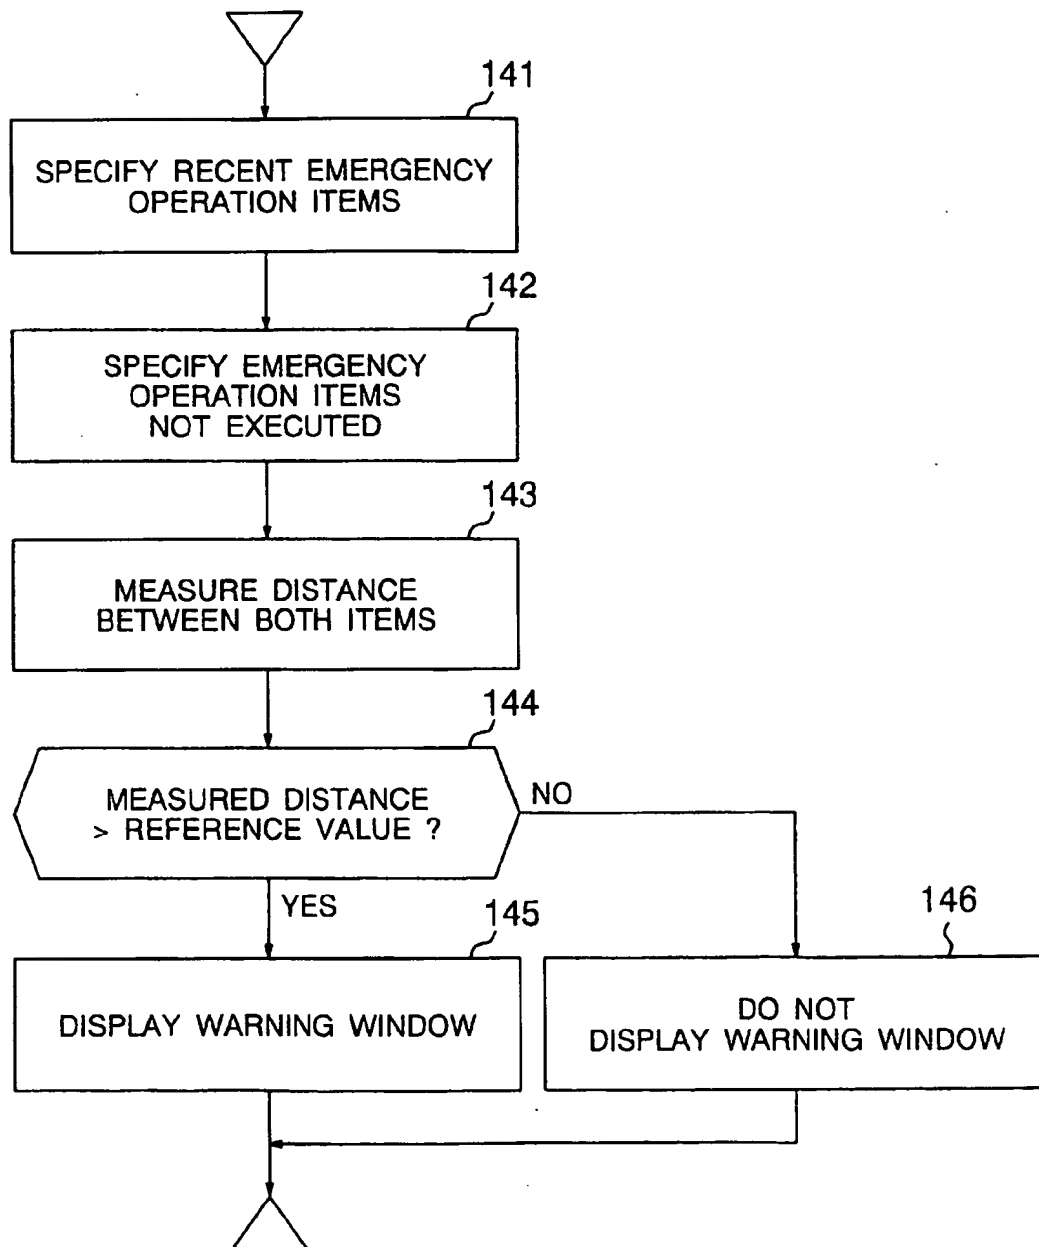 141
SPECIFY RECENT EMERGENCY
OPERATION ITEMS
142
SPECIFY EMERGENCY
OPERATION ITEMS
NOT EXECUTED
143
MEASURE DISTANCE
BETWEEN BOTH ITEMS
144
MEASURED DISTANCE
> REFERENCE VALUE ?
NO
YES
145
DISPLAY WARNING WINDOW
146
DO NOT
DISPLAY WARNING WINDOW